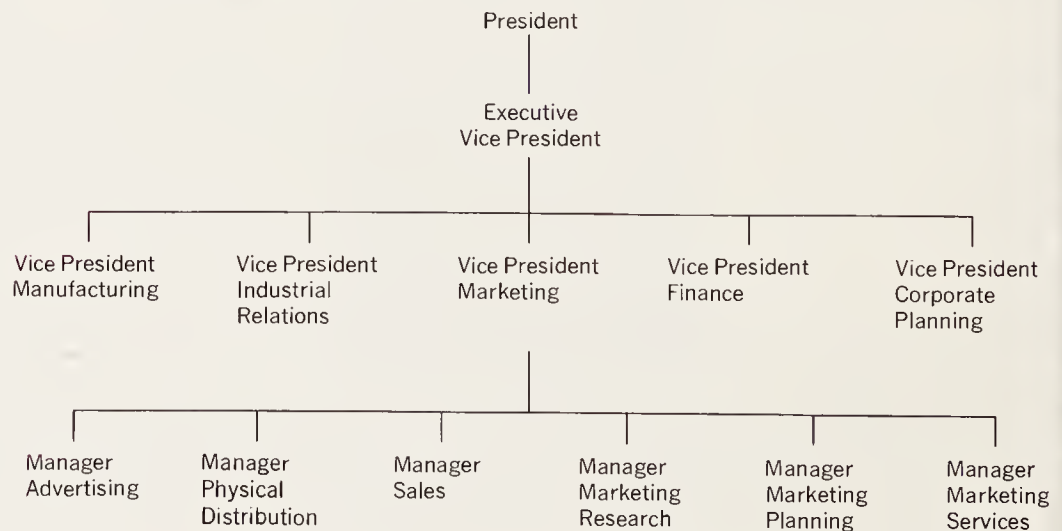 President
Executive
Vice President
Vice President
Manufacturing
Vice President
Industrial
Relations
Vice President
Marketing
Vice President
Finance
Vice President
Corporate
Planning
Manager
Advertising
Manager
Physical
Distribution
Manager
Sales
Manager
Marketing
Research
Manager
Marketing
Planning
Manager
Marketing
Services